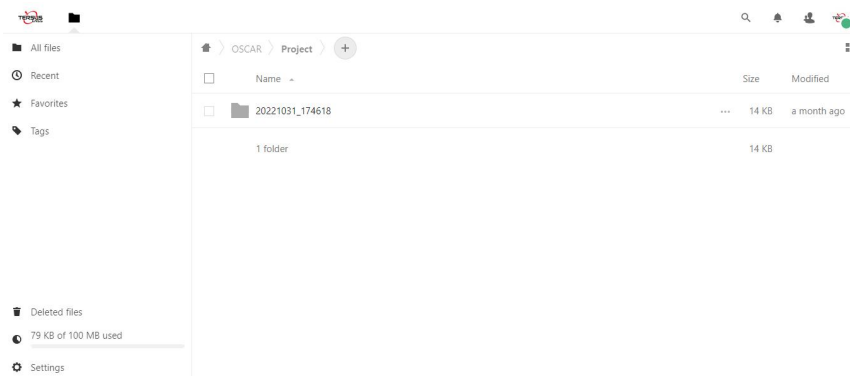 TERSUS
All files
OSCAR
Project
+
Recent
Name
Size
Modified
Favorites
20221031_174618
...
14 KB
a month ago
Tags
1 folder
14 KB
Deleted files
79 KB of 100 MB used
Settings